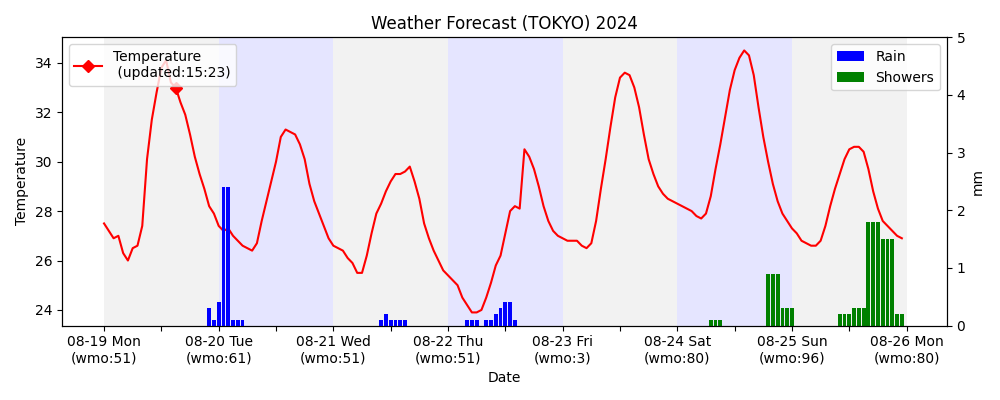 Weather Forecast (TOKYO) 2024
Temperature
(updated:15:23)
Rain
Showers
34
32
30
28
26
24
Temperature
5
4
3
2
1
0
mm
08-19 Mon
(wmo:51)
08-20 Tue
(wmo:61)
08-21 Wed
(wmo:51)
08-22 Thu
(wmo:51)
08-23 Fri
(wmo:3)
08-24 Sat
(wmo:80)
08-25 Sun
(wmo:96)
08-26 Mon
(wmo:80)
Date